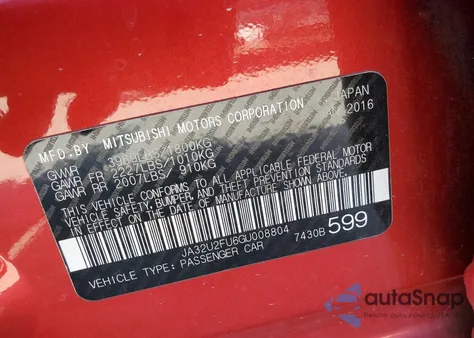 MFD.BY MITSUBISHI MOTORS CORPORATION JAPAN
2016
GVWR 3969LBS/1800KG
GAWR FR 2227LBS/1010KG
GAWR RR 2007LBS/ 910KG
THIS VEHICLE CONFORMS TO ALL APPLICABLE FEDERAL MOTOR
VEHICLE SAFETY, BUMPER AND THEFT PREVENTION STANDARDS
IN EFFECT ON THE DATE OF MANUFACTURE SHOWN ABOVE.
JA32U2FU6GU008804
VEHICLE TYPE: PASSENGER CAR 7430B 599
autoSnap